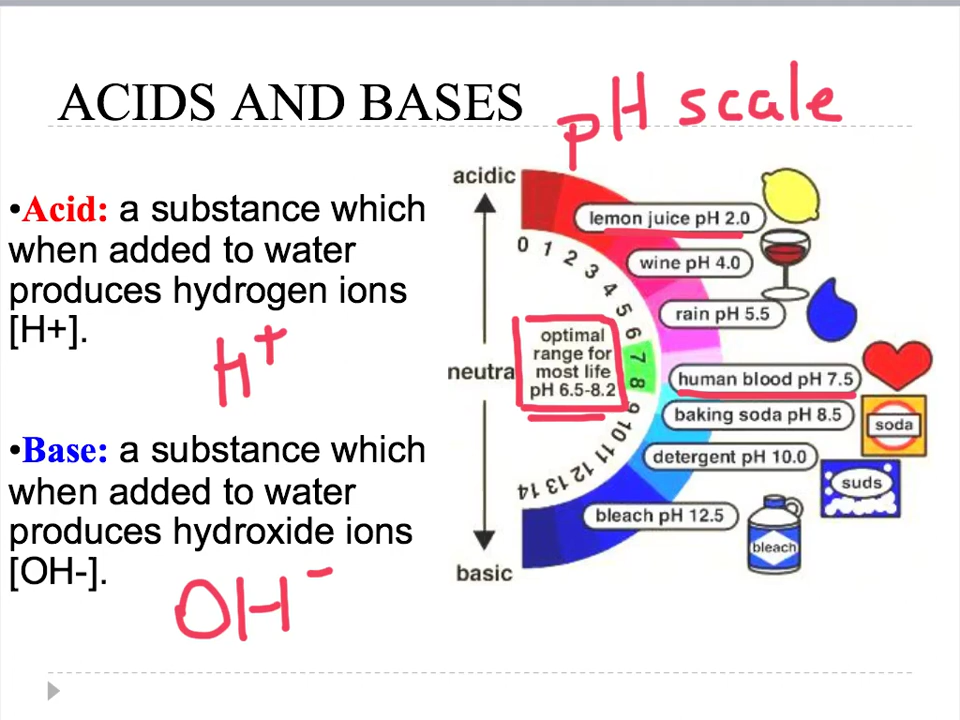 ACIDS AND BASES
pH scale
•Acid: a substance which
when added to water
produces hydrogen ions
[H+].
H+
•Base: a substance which
when added to water
produces hydroxide ions
[OH-].
OH-
acidic
neutra
basic
0
1
2
3
4
5
6
7
8
9
10
11
12
13
14
optimal
range for
most life
pH 6.5-8.2
lemon juice pH 2.0
wine pH 4.0
rain pH 5.5
human blood pH 7.5
baking soda pH 8.5
soda
detergent pH 10.0
suds
bleach pH 12.5
bleach